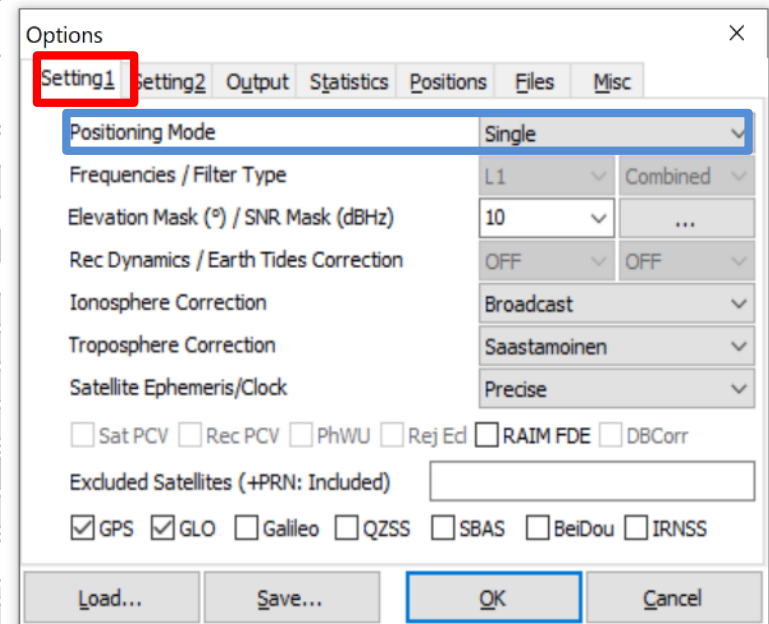 Options
Setting1 Setting2 Output Statistics Positions Files Misc
Positioning Mode Single
Frequencies / Filter Type L1 Combined
Elevation Mask (°) / SNR Mask (dBHz) 10 ...
Rec Dynamics / Earth Tides Correction OFF OFF
Ionosphere Correction Broadcast
Troposphere Correction Saastamoinen
Satellite Ephemeris/Clock Precise
Sat PCV Rec PCV PhWU Rej Ecl RAIM FDE DBCorr
Excluded Satellites (+PRN: Included)
GPS GLO Galileo QZSS SBAS BeiDou IRNSS
Load... Save... OK Cancel